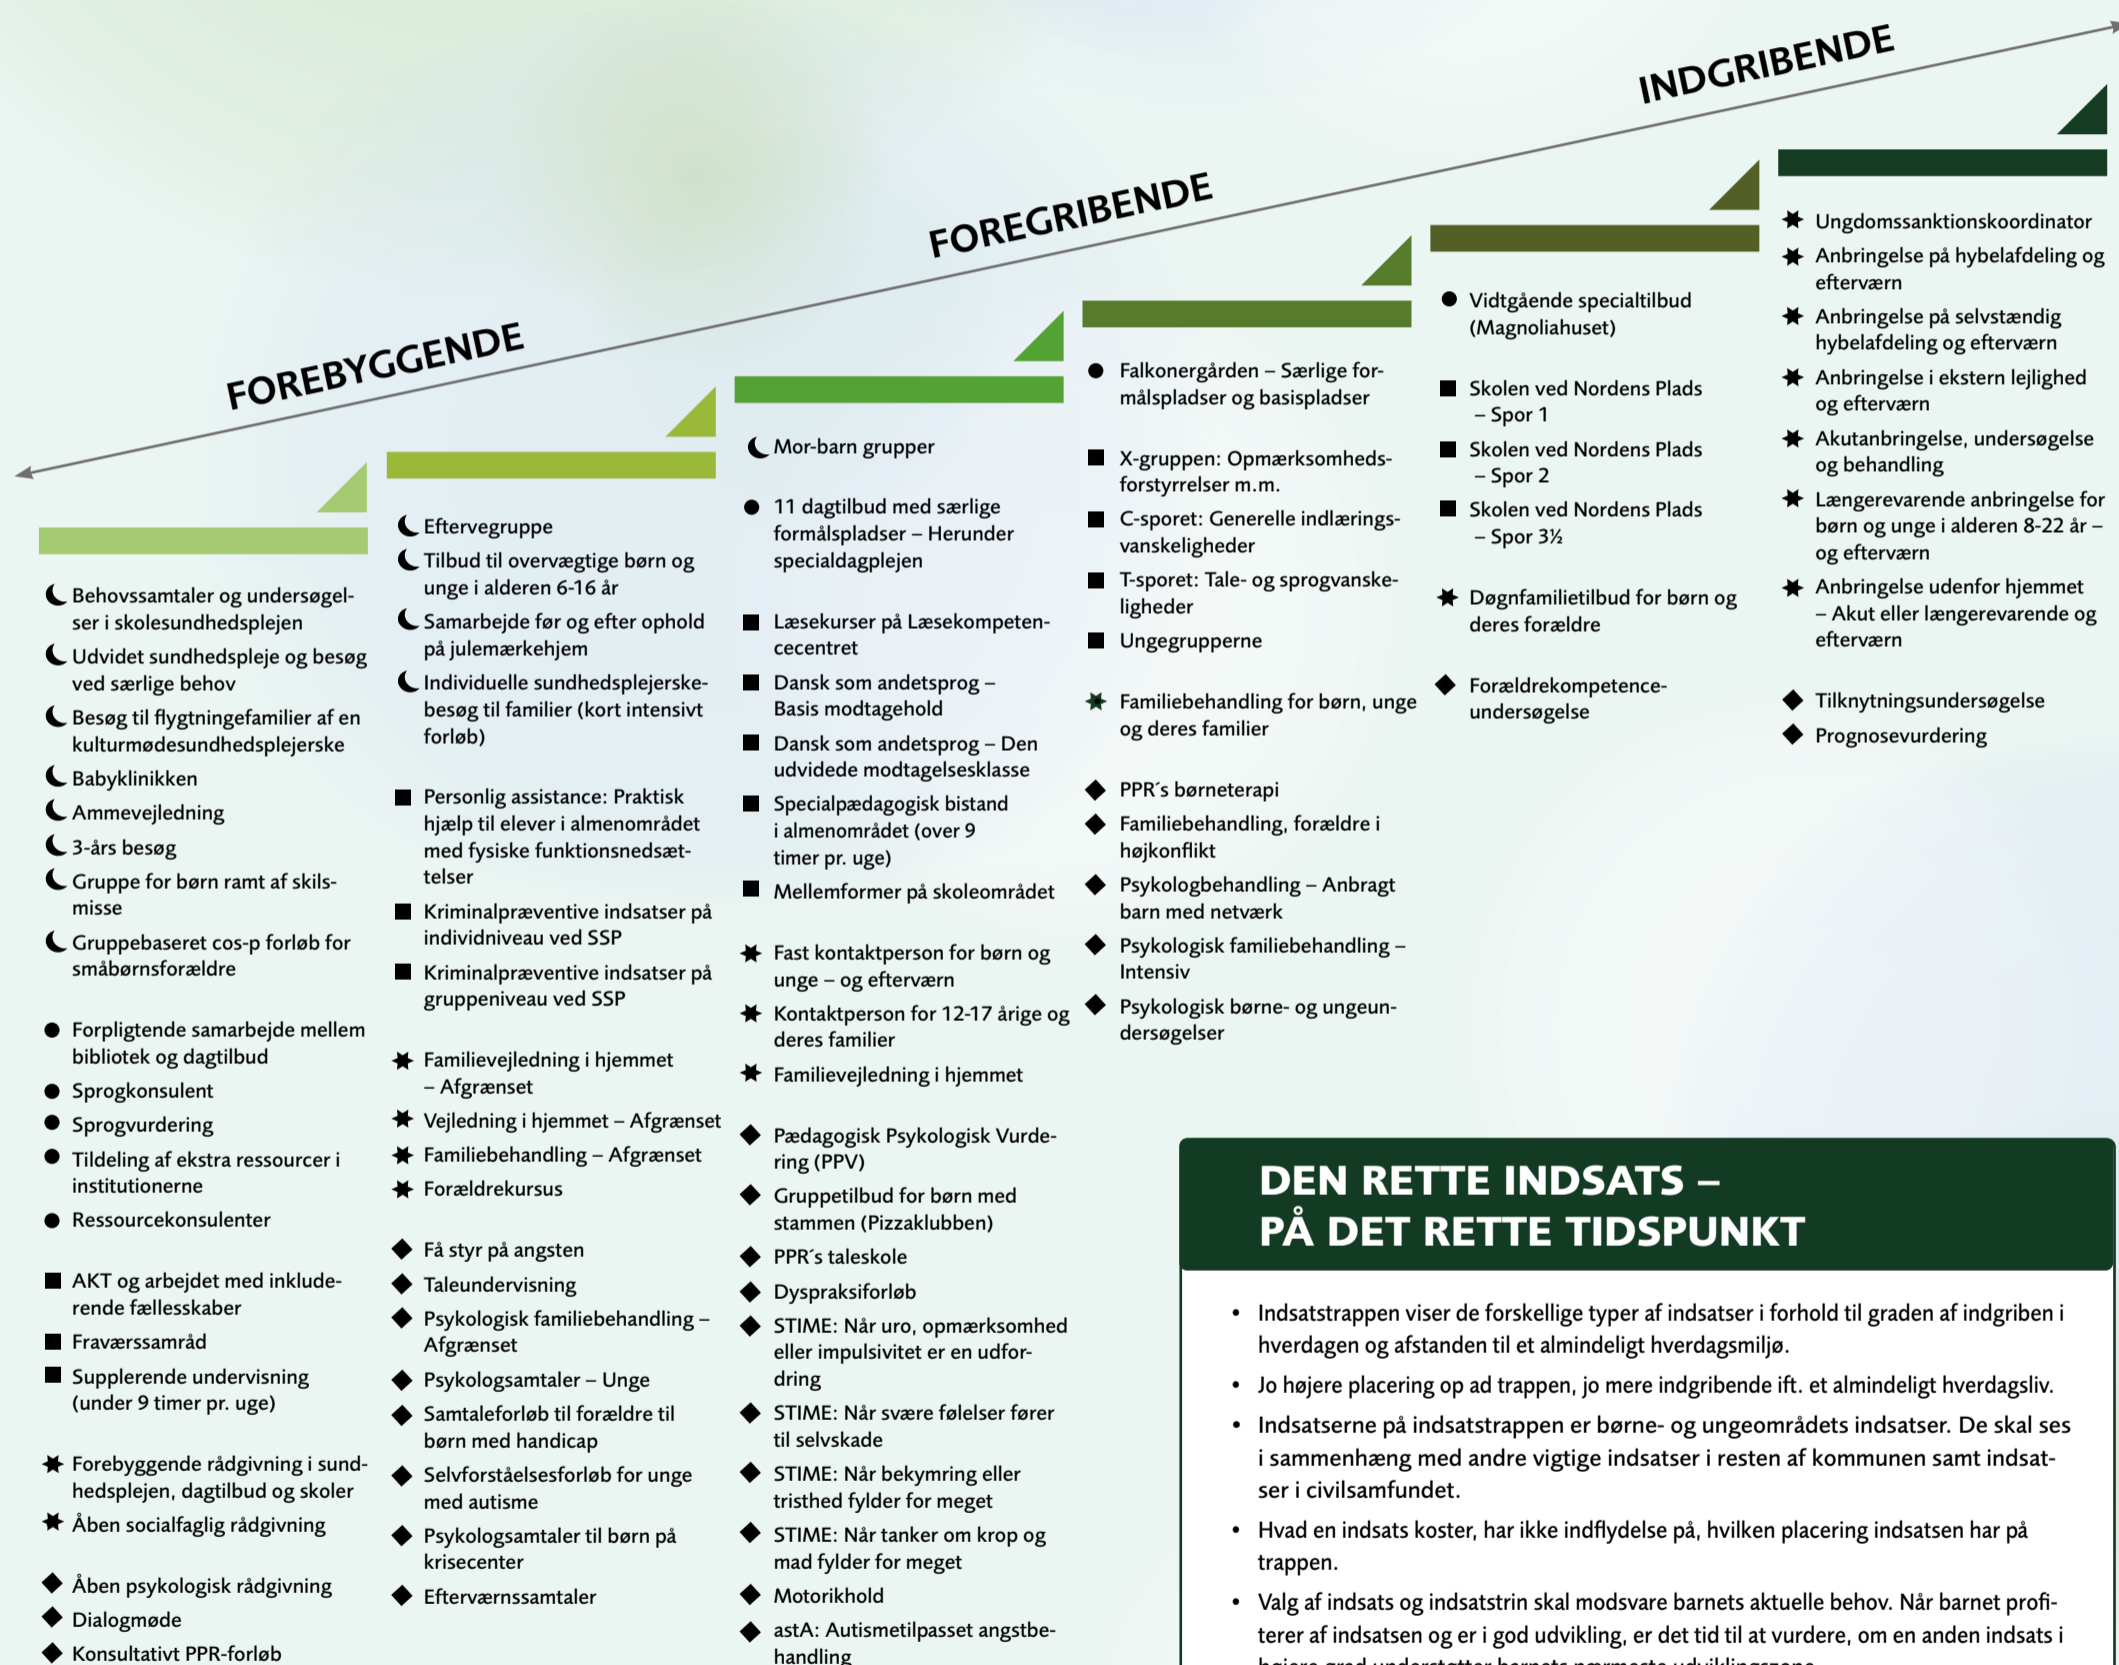 FOREBYGGENDE
FOREGRIBENDE
INDGRIBENDE
Behovssamtaler og undersøgel-
ser i skolesundhedsplejen
Udvidet sundhedspleje og besøg
ved særlige behov
Besøg til flygtningefamilier af en
kulturmødesundhedsplejerske
Babyklinikken
Ammevejledning
3-års besøg
Gruppe for børn ramt af skils-
misse
Gruppebaseret cos-p forløb for
småbørnsforældre
Forpligtende samarbejde mellem
bibliotek og dagtilbud
Sprogkonsulent
Sprogvurdering
Tildeling af ekstra ressourcer i
institutionerne
Ressourcekonsulenter
AKT og arbejdet med inklude-
rende fællesskaber
Fraværssamråd
Supplerende undervisning
(under 9 timer pr. uge)
Forebyggende rådgivning i sund-
hedsplejen, dagtilbud og skoler
Åben socialfaglig rådgivning
Åben psykologisk rådgivning
Dialogmøde
Konsultativt PPR-forløb
Eftervegruppe
Tilbud til overvægtige børn og
unge i alderen 6-16 år
Samarbejde før og efter ophold
på julemærkehjem
Individuelle sundhedsplejerske-
besøg til familier (kort intensivt
forløb)
Personlig assistance: Praktisk
hjælp til elever i almenområdet
med fysiske funktionsnedsæt-
telser
Kriminalpræventive indsatser på
individniveau ved SSP
Kriminalpræventive indsatser på
gruppeniveau ved SSP
Familievejledning i hjemmet
– Afgrænset
Vejledning i hjemmet – Afgrænset
Familiebehandling – Afgrænset
Forældrekursus
Få styr på angsten
Taleundervisning
Psykologisk familiebehandling –
Afgrænset
Psykologsamtaler – Unge
Samtaleforløb til forældre til
børn med handicap
Selvforståelsesforløb for unge
med autisme
Psykologsamtaler til børn på
krisecenter
Efterværnssamtaler
Mor-barn grupper
11 dagtilbud med særlige
formålspladser – Herunder
specialdagplejen
Læsekurser på Læsekompeten-
cecentret
Dansk som andetsprog –
Basis modtagehold
Dansk som andetsprog – Den
udvidede modtagelsesklasse
Specialpædagogisk bistand
i almenområdet (over 9
timer pr. uge)
Mellemformer på skoleområdet
Fast kontaktperson for børn og
unge – og efterværn
Kontaktperson for 12-17 årige og
deres familier
Familievejledning i hjemmet
Pædagogisk Psykologisk Vurde-
ring (PPV)
Gruppetilbud for børn med
stammen (Pizzaklubben)
PPR´s taleskole
Dyspraksiforløb
STIME: Når uro, opmærksomhed
eller impulsivitet er en udfor-
dring
STIME: Når svære følelser fører
til selvskade
STIME: Når bekymring eller
tristhed fylder for meget
STIME: Når tanker om krop og
mad fylder for meget
Motorikhold
astA: Autismetilpasset angstbe-
handling
Falkonergården – Særlige for-
målspladser og basispladser
X-gruppen: Opmærksomheds-
forstyrrelser m.m.
C-sporet: Generelle indlærings-
vanskeligheder
T-sporet: Tale- og sprogvanske-
ligheder
Ungegrupperne
Familiebehandling for børn, unge
og deres familier
PPR´s børneterapi
Familiebehandling, forældre i
højkonflikt
Psykologbehandling – Anbragt
barn med netværk
Psykologisk familiebehandling –
Intensiv
Psykologisk børne- og ungeun-
dersøgelser
Vidtgående specialtilbud
(Magnoliahuset)
Skolen ved Nordens Plads
– Spor 1
Skolen ved Nordens Plads
– Spor 2
Skolen ved Nordens Plads
– Spor 3½
Døgnfamilietilbud for børn og
deres forældre
Forældrekompetence-
undersøgelse
Ungdomssanktionskoordinator
Anbringelse på hybelafdeling og
efterværn
Anbringelse på selvstændig
hybelafdeling og efterværn
Anbringelse i ekstern lejlighed
og efterværn
Akutanbringelse, undersøgelse
og behandling
Længerevarende anbringelse for
børn og unge i alderen 8-22 år –
og efterværn
Anbringelse udenfor hjemmet
– Akut eller længerevarende og
efterværn
Tilknytningsundersøgelse
Prognosevurdering
DEN RETTE INDSATS –
PÅ DET RETTE TIDSPUNKT
• Indsatstrappen viser de forskellige typer af indsatser i forhold til graden af indgriben i
hverdagen og afstanden til et almindeligt hverdagsmiljø.
• Jo højere placering op ad trappen, jo mere indgribende ift. et almindeligt hverdagsliv.
• Indsatserne på indsatstrappen er børne- og ungeområdets indsatser. De skal ses
i sammenhæng med andre vigtige indsatser i resten af kommunen samt indsat-
ser i civilsamfundet.
• Hvad en indsats koster, har ikke indflydelse på, hvilken placering indsatsen har på
trappen.
• Valg af indsats og indsatstrin skal modsvare barnets aktuelle behov. Når barnet profi-
terer af indsatsen og er i god udvikling, er det tid til at vurdere, om en anden indsats i